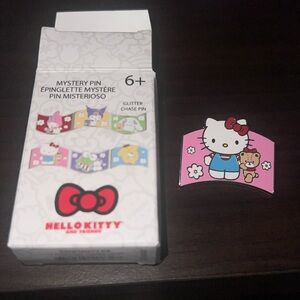 MYSTERY PIN
ÉPINGLETTE MYSTÈRE
PIN MISTERIOSO
6+
GLITTER
CHASE PIN
HELLO KITTY
AND FRIENDS